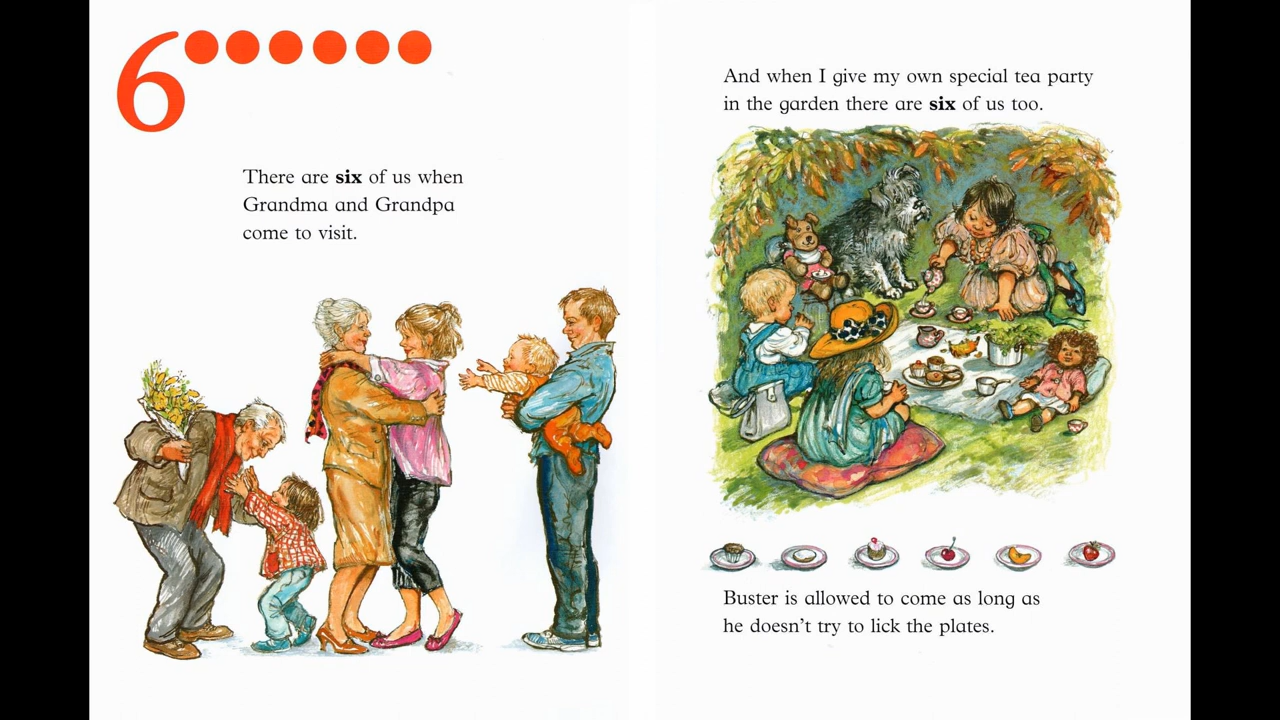 6
There are six of us when
Grandma and Grandpa
come to visit.
And when I give my own special tea party
in the garden there are six of us too.
Buster is allowed to come as long as
he doesn't try to lick the plates.